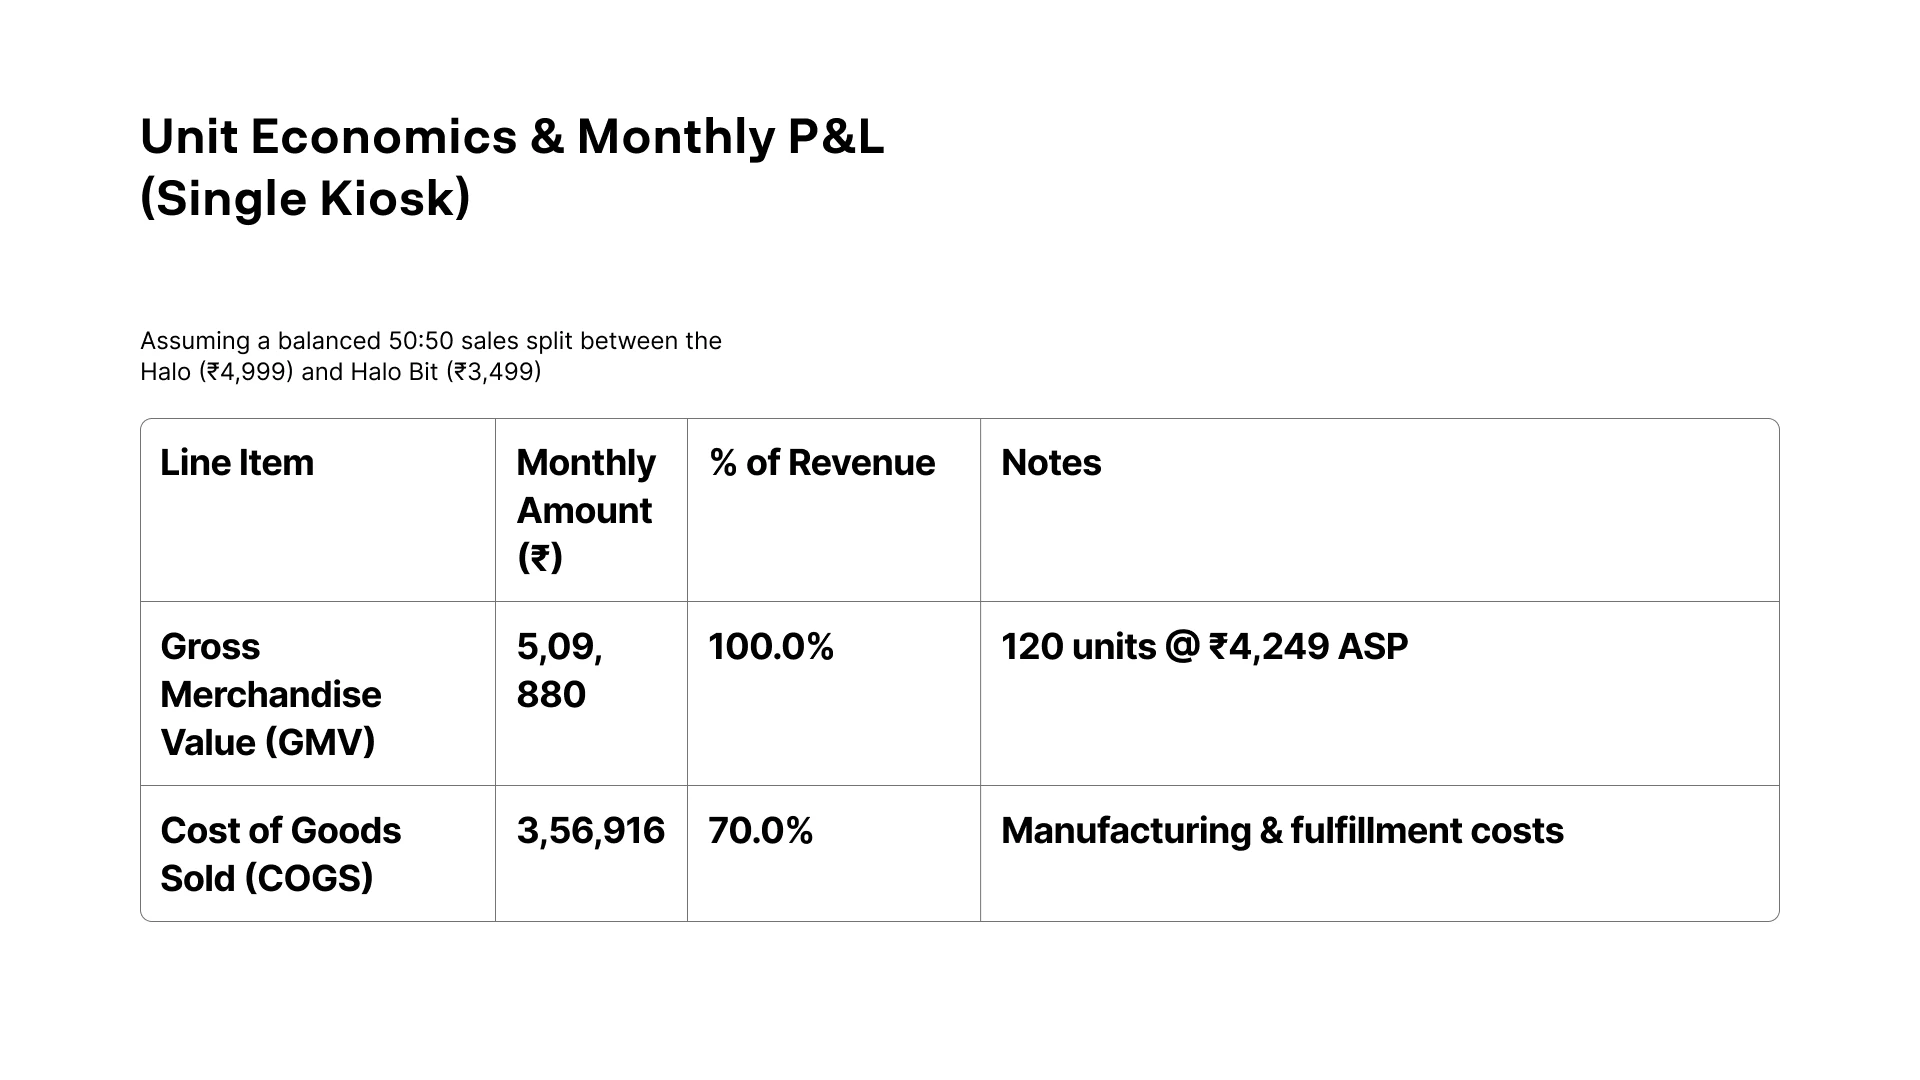 Unit Economics & Monthly P&L
(Single Kiosk)
Assuming a balanced 50:50 sales split between the
Halo (₹4,999) and Halo Bit (₹3,499)
Line Item
Monthly
Amount
(₹)
% of Revenue
Notes
Gross
Merchandise
Value (GMV)
5,09,
880
100.0%
120 units @ ₹4,249 ASP
Cost of Goods
Sold (COGS)
3,56,916
70.0%
Manufacturing & fulfillment costs